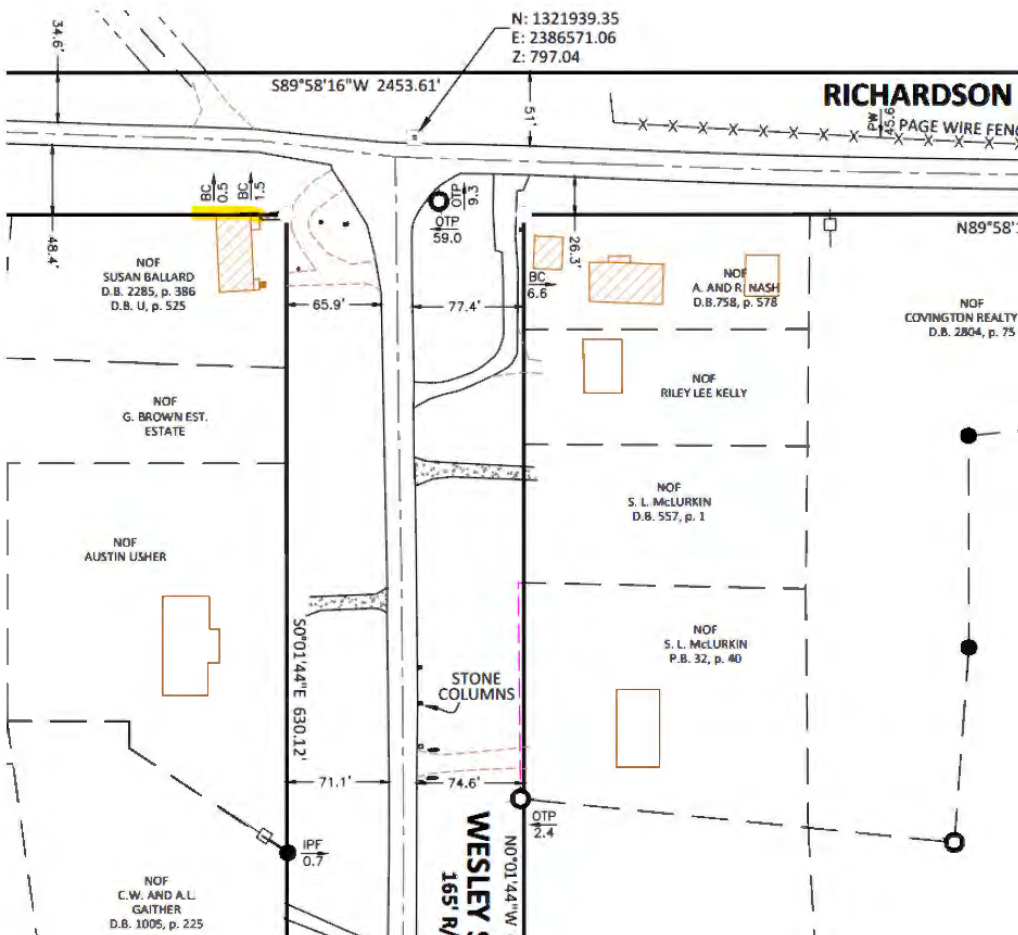 N: 1321939.35
E: 2386571.06
Z: 797.04
34.6'
S89°58'16"W 2453.61'
51'
RICHARDSON
PW
45.6
PAGE WIRE FENC
BC
0.5
BC
1.5
OTP
9.3
OTP
59.0
48.4'
26.3'
N89°58'1
NOF
SUSAN BALLARD
D.B. 2285, p. 386
D.B. U, p. 525
65.9'
77.4'
BC
6.6
NOF
A. AND R. NASH
D.B.758, p. 578
NOF
COVINGTON REALTY
D.B. 2804, p. 75
NOF
G. BROWN EST.
ESTATE
NOF
RILEY LEE KELLY
NOF
S. L. McLURKIN
D.B. 557, p. 1
NOF
AUSTIN USHER
S0°01'44"E 630.12'
NOF
S. L. McLURKIN
P.B. 32, p. 40
STONE
COLUMNS
71.1'
74.6'
OTP
2.4
IPF
0.7
WESLEY S
165' R/
N0°01'44"W
NOF
C.W. AND A.L.
GAITHER
D.B. 1005, p. 225